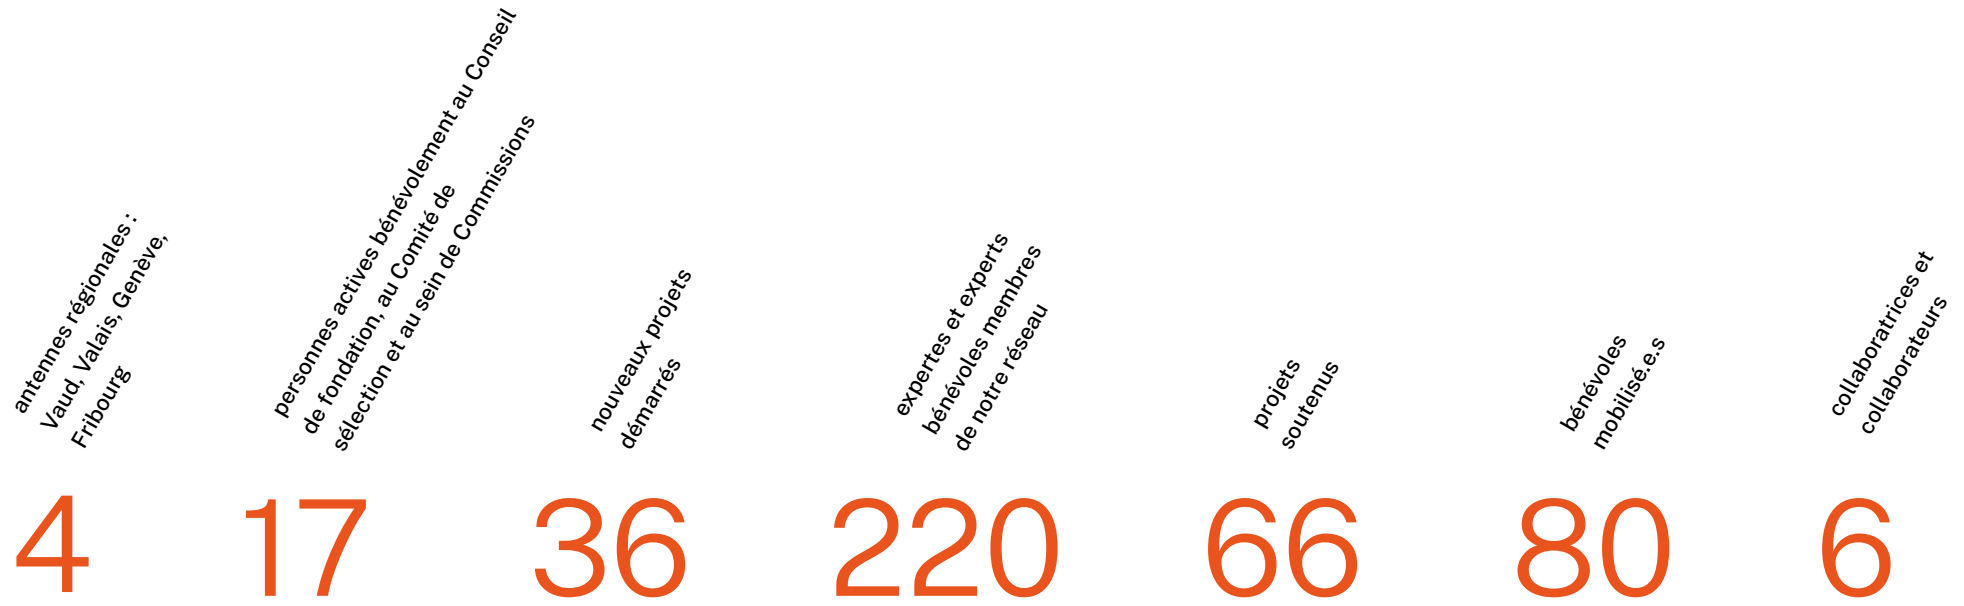 antennes régionales :
Vaud, Valais, Genève,
Fribourg
4
personnes actives bénévolement au Conseil
de fondation, au Comité de
sélection et au sein de Commissions
17
nouveaux projets
démarrés
36
expertes et experts
bénévoles membres
de notre réseau
220
projets
soutenus
66
bénévoles
mobilisé.e.s
80
collaboratrices et
collaborateurs
6